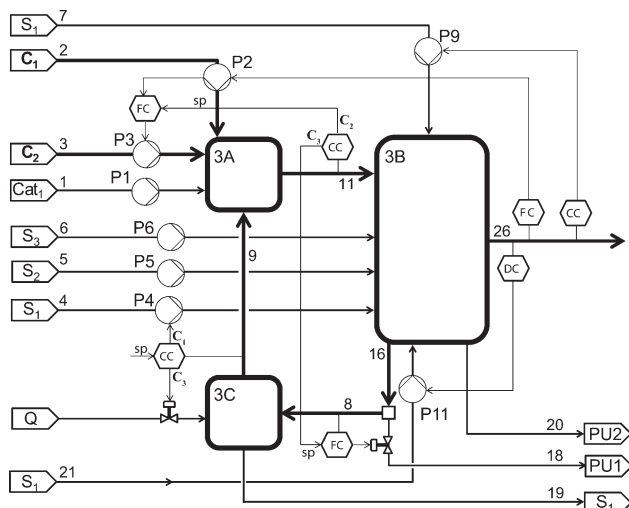 7
S1
P9
2
C1
P2
FC
sp
C2
C3
CC
3
C2
P3
3A
3B
11
1
Cat1
P1
26
FC
CC
6
S3
P6
9
5
S2
P5
DC
4
S1
P4
C1
sp
CC
C3
16
3C
8
P11
Q
20
PU2
sp
FC
18
PU1
21
S1
19
S1